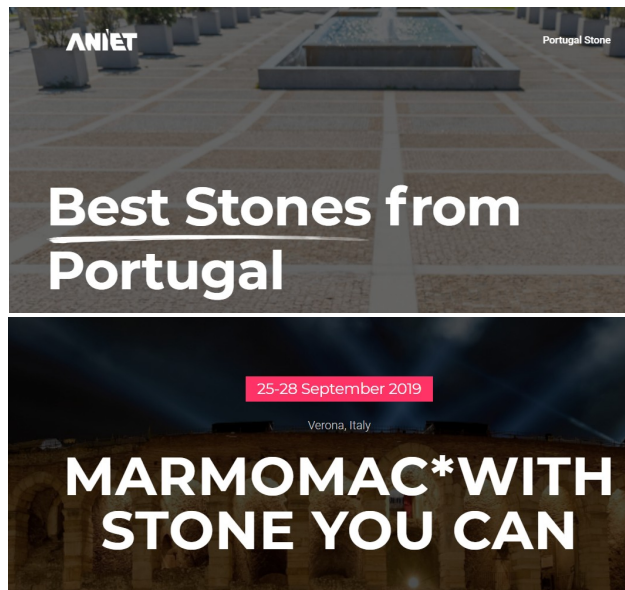 ANIET
Portugal Stone
Best Stones from
Portugal
25-28 September 2019
Verona, Italy
MARMOMAC*WITH
STONE YOU CAN